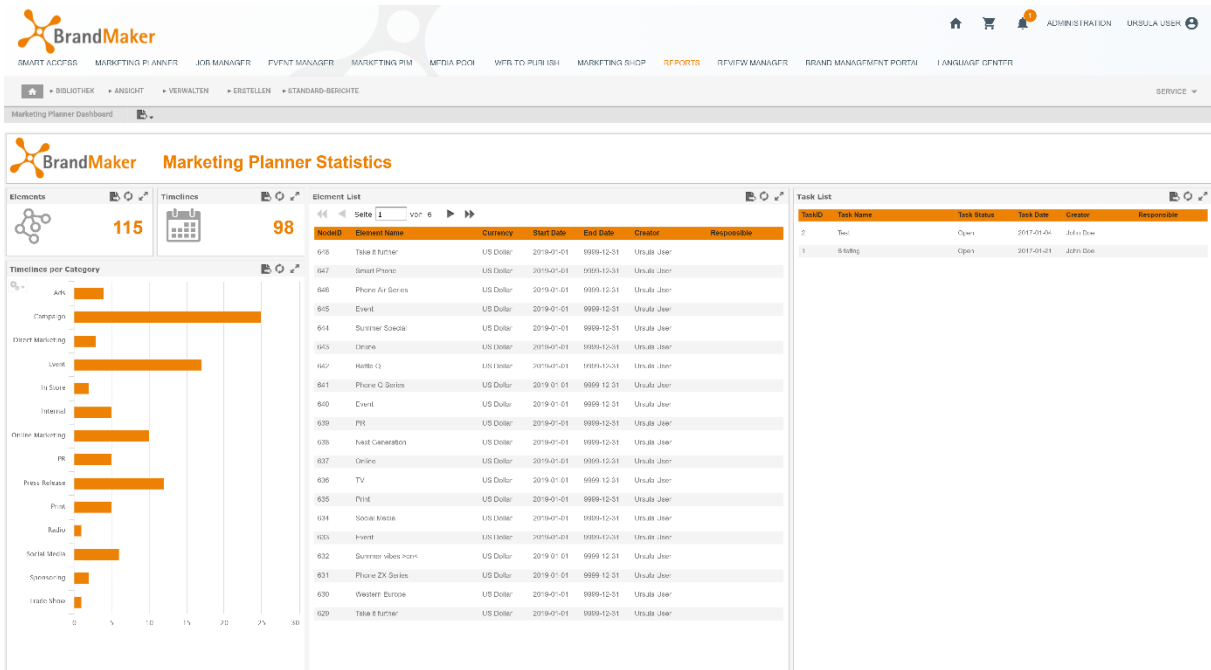 BrandMaker
1
ADMINISTRATION URSULA USER
SMART ACCESS MARKETING PLANNER JOB MANAGER EVENT MANAGER MARKETING PIM MEDIA POOL WEB-TO-PUBLISH MARKETING SHOP REPORTS REVIEW MANAGER BRAND MANAGEMENT PORTAL LANGUAGE CENTER
BIBLIOTHEK ANSICHT VERWALTEN ERSTELLEN STANDARD-BERICHTE SERVICE
Marketing Planner Dashboard
BrandMaker Marketing Planner Statistics
Elements
115
Timelines
98
Timelines per Category
Ads
Campaign
Direct Marketing
Event
In Store
Internal
Online Marketing
PR
Press Release
Print
Radio
Social Media
Sponsoring
Trade Show
0 5 10 15 20 25 30
Element List
Seite 1 von 6
NodeID Element Name Currency Start Date End Date Creator Responsible
648 Take it further US Dollar 2019-01-01 9999-12-31 Ursula User
647 Smart Phone US Dollar 2019-01-01 9999-12-31 Ursula User
646 Phone Air Series US Dollar 2019-01-01 9999-12-31 Ursula User
645 Event US Dollar 2019-01-01 9999-12-31 Ursula User
644 Summer Special US Dollar 2019-01-01 9999-12-31 Ursula User
643 Online US Dollar 2019-01-01 9999-12-31 Ursula User
642 Battle Q US Dollar 2019-01-01 9999-12-31 Ursula User
641 Phone Q Series US Dollar 2019-01-01 9999-12-31 Ursula User
640 Event US Dollar 2019-01-01 9999-12-31 Ursula User
639 PR US Dollar 2019-01-01 9999-12-31 Ursula User
638 Next Generation US Dollar 2019-01-01 9999-12-31 Ursula User
637 Online US Dollar 2019-01-01 9999-12-31 Ursula User
636 TV US Dollar 2019-01-01 9999-12-31 Ursula User
635 Print US Dollar 2019-01-01 9999-12-31 Ursula User
634 Social Media US Dollar 2019-01-01 9999-12-31 Ursula User
633 Event US Dollar 2019-01-01 9999-12-31 Ursula User
632 Summer vibes >on< US Dollar 2019-01-01 9999-12-31 Ursula User
631 Phone ZX Series US Dollar 2019-01-01 9999-12-31 Ursula User
630 Western Europe US Dollar 2019-01-01 9999-12-31 Ursula User
629 Take it further US Dollar 2019-01-01 9999-12-31 Ursula User
Task List
TaskID Task Name Task Status Task Date Creator Responsible
2 Test Open 2017-01-04 John Doe
1 Open 2017-01-21 John Doe